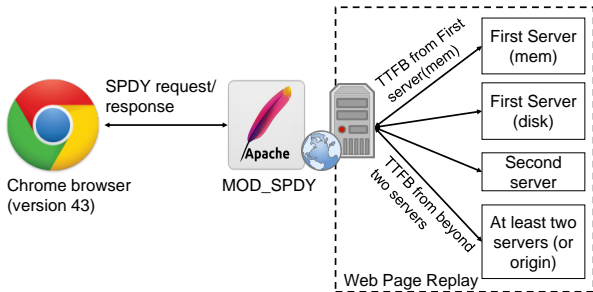 SPDY request/
response
Chrome browser
(version 43)
Apache
MOD_SPDY
TTFB from First
server(mem)
TTFB from beyond
two servers
First Server
(mem)
First Server
(disk)
Second
server
At least two
servers (or
origin)
Web Page Replay